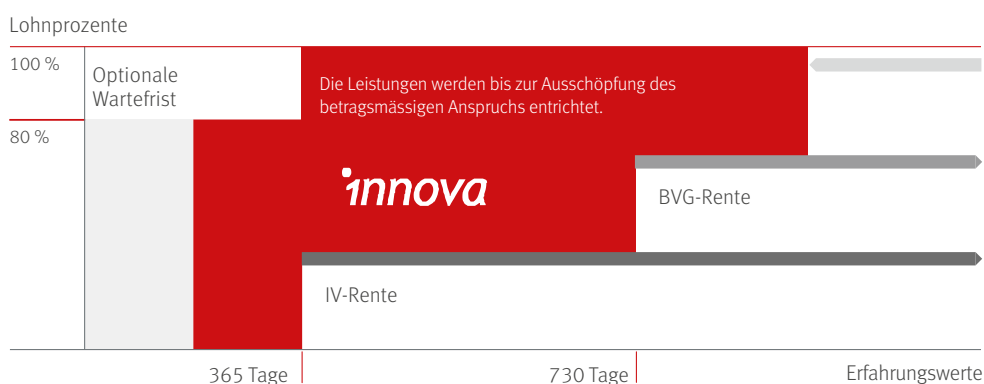 Lohnprozente
100 %
Optionale
Wartefrist
Die Leistungen werden bis zur Ausschöpfung des
betragsmässigen Anspruchs entrichtet.
80 %
innova
BVG-Rente
IV-Rente
365 Tage
730 Tage
Erfahrungswerte